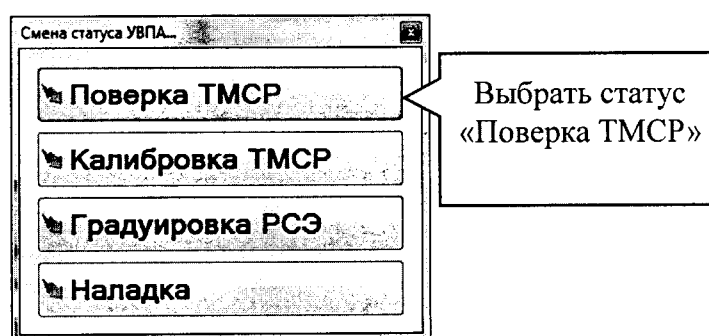 Смена статуса УВПА...
Поверка ТМСР
Калибровка ТМСР
Градуировка РСЭ
Наладка
Выбрать статус
«Поверка ТМСР»